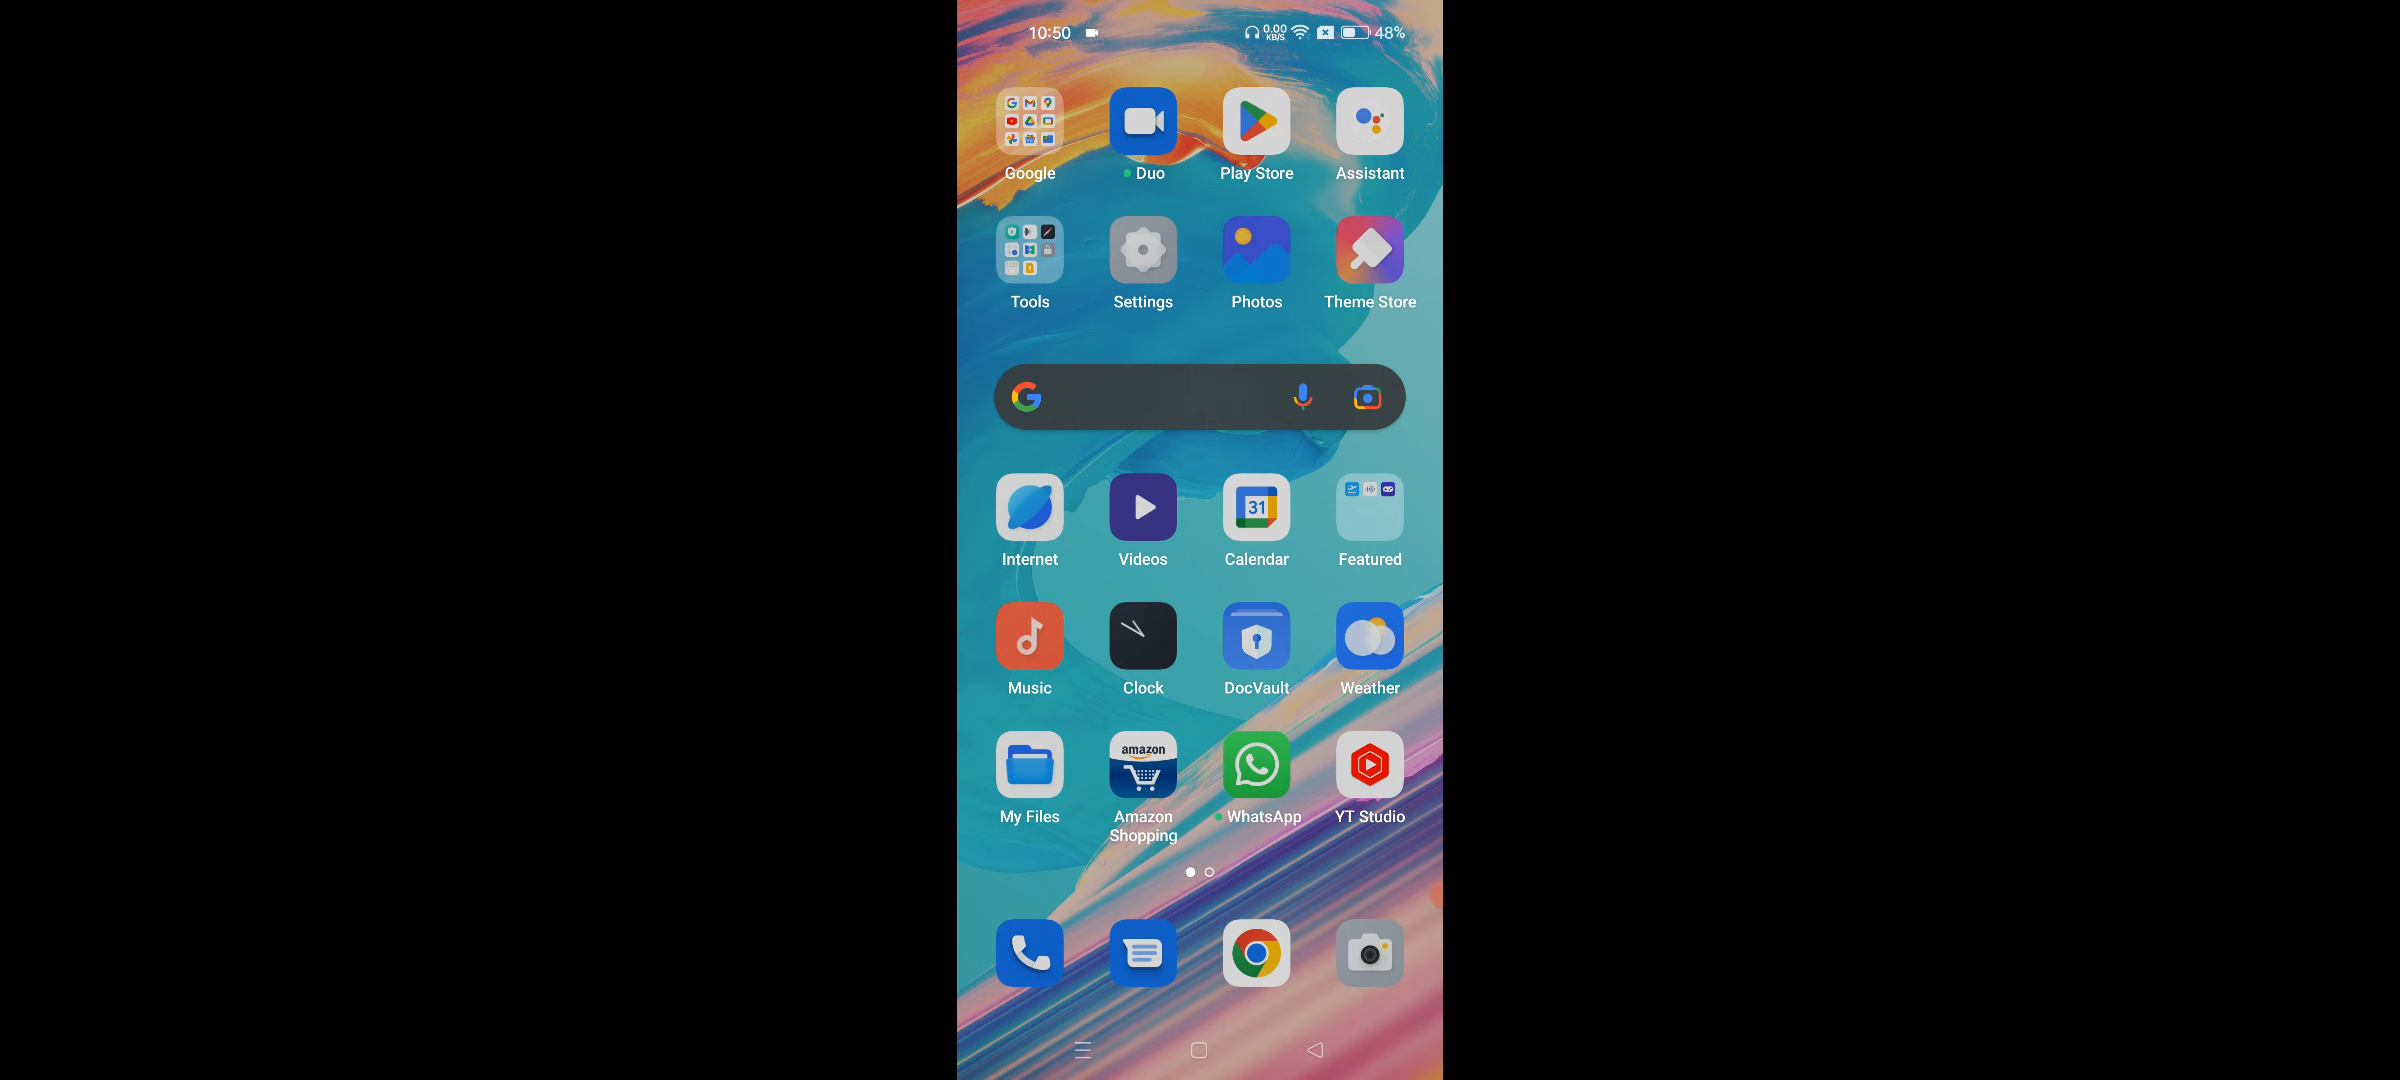 10:50 0.00 KB/S 48%
Google Duo Play Store Assistant
Tools Settings Photos Theme Store
31
Internet Videos Calendar Featured
Music Clock DocVault Weather
amazon
My Files Amazon Shopping WhatsApp YT Studio